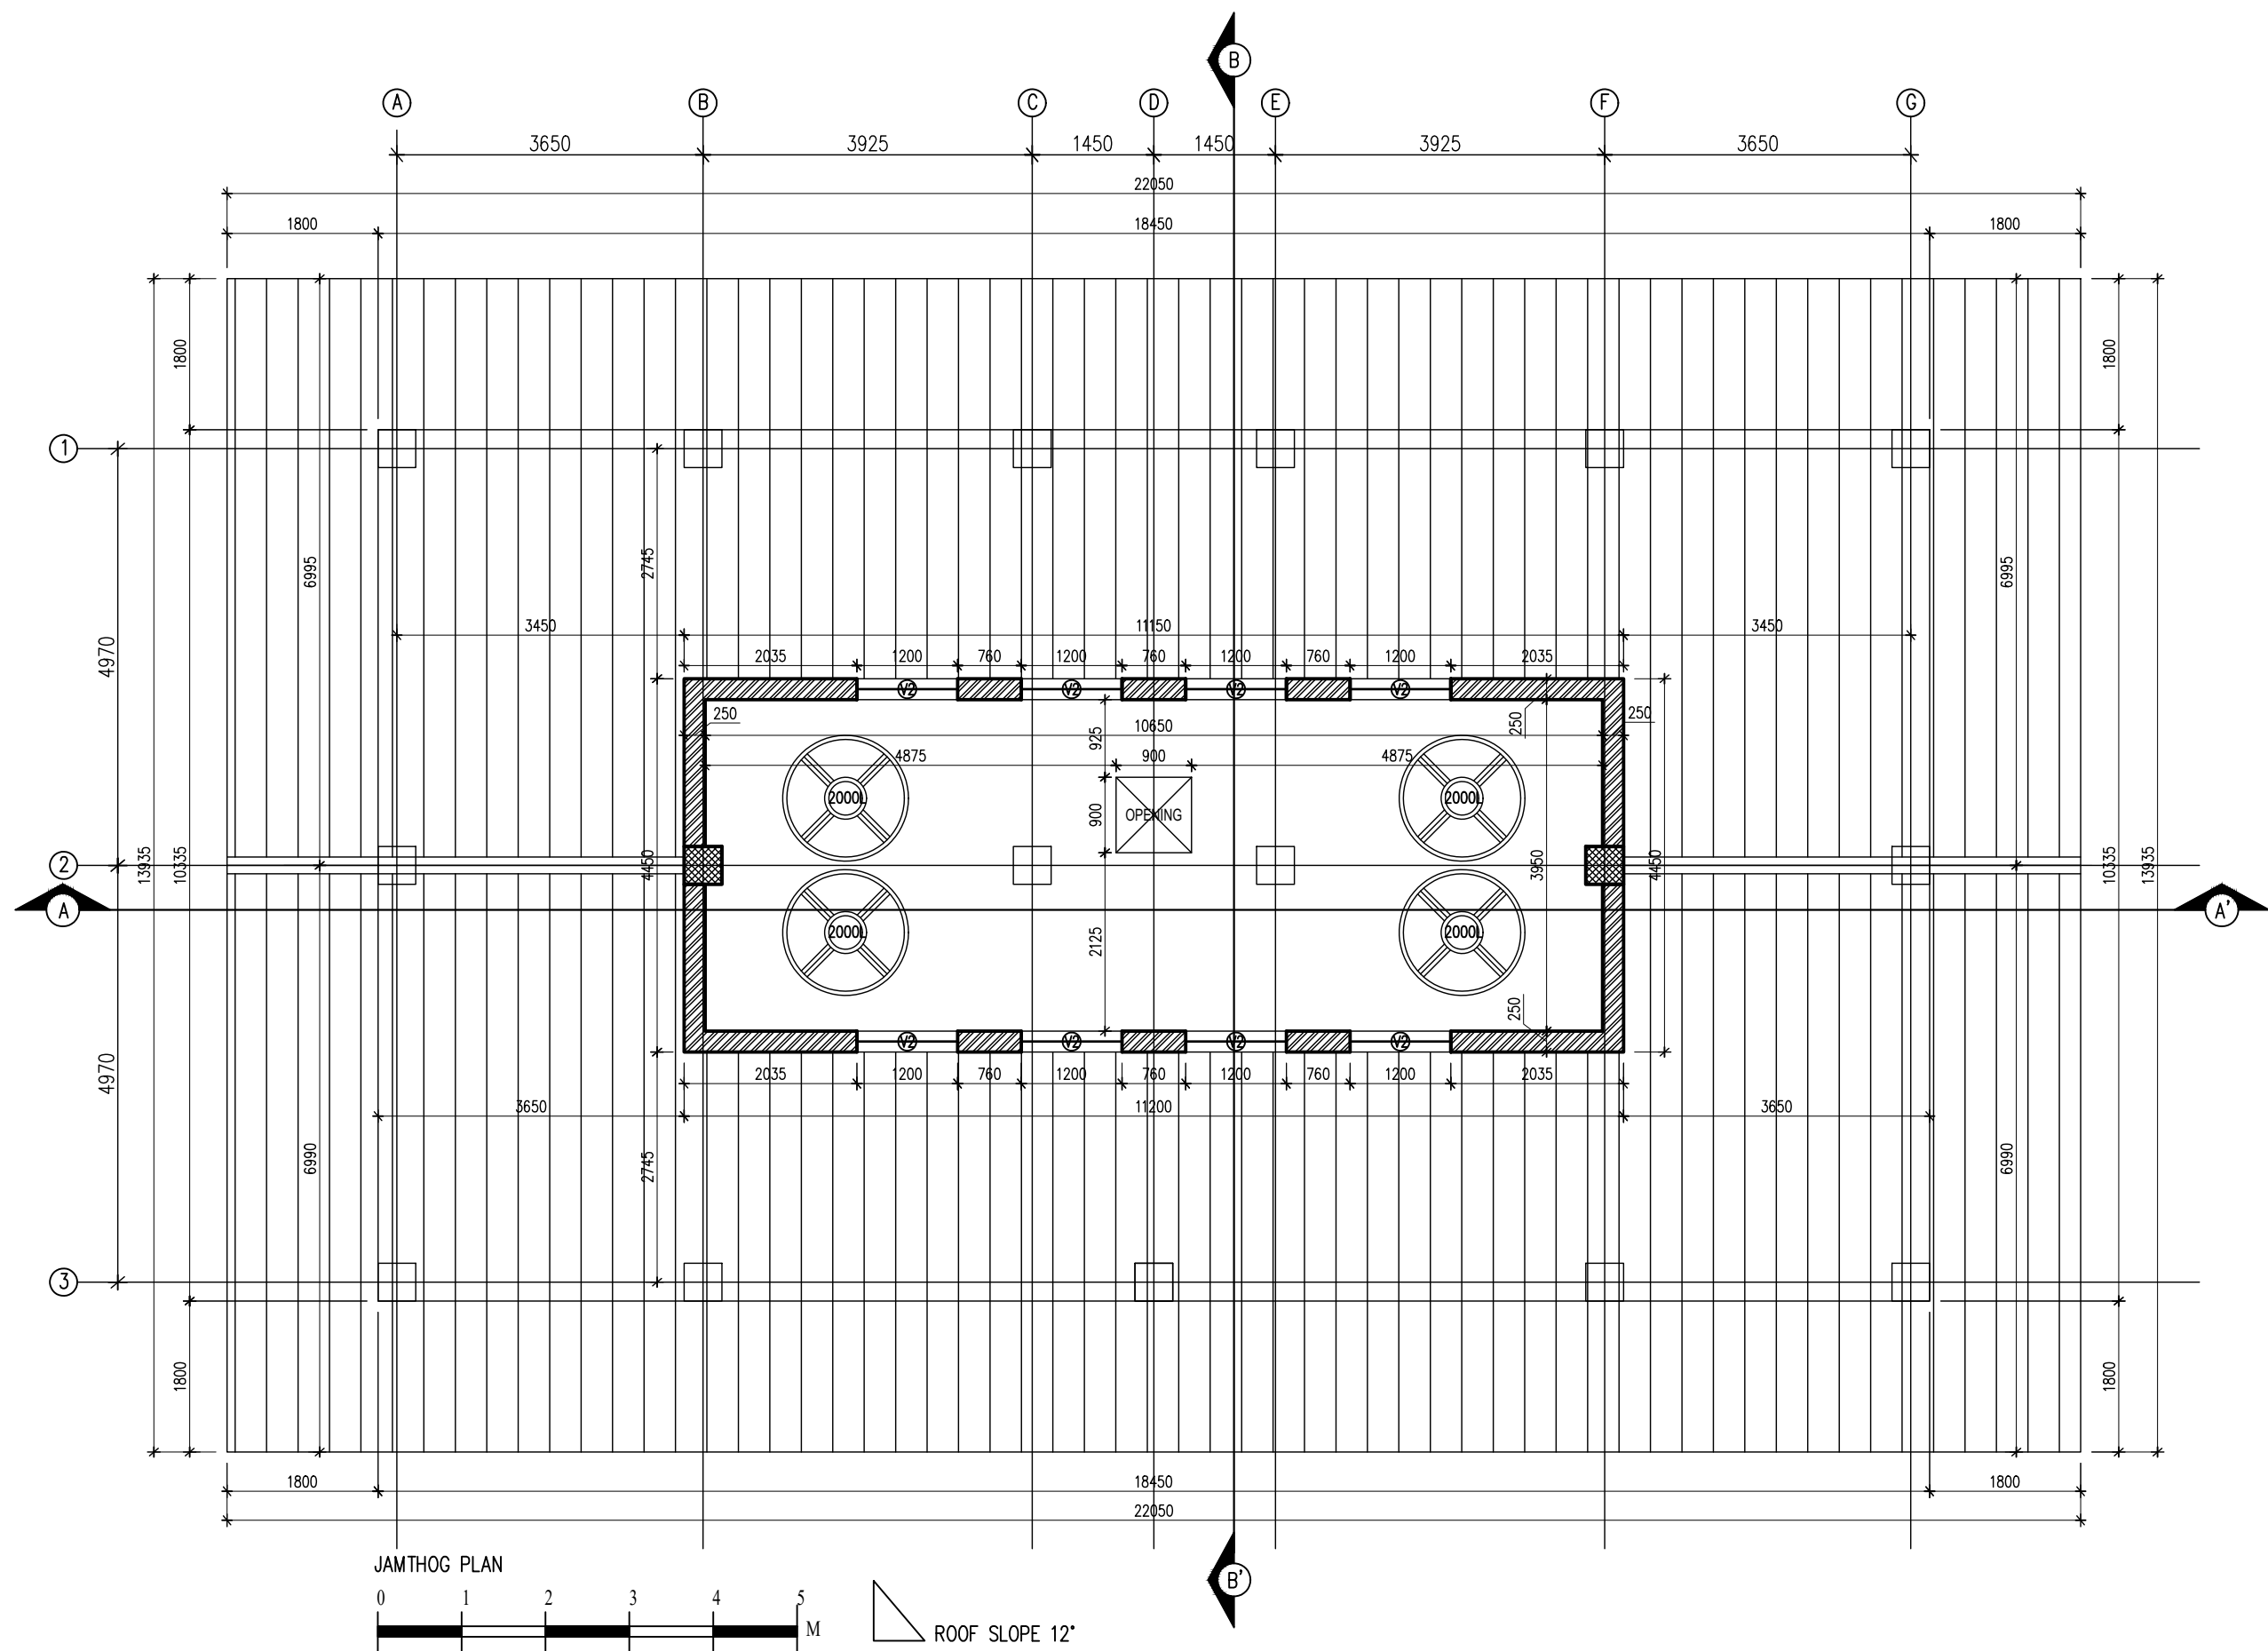 B
A B C D E F G
3650 3925 1450 1450 3925 3650
22050
1800 18450 1800
1800 1800
1
6995 2745 6995
4970
3450 11150 3450
2035 1200 760 1200 760 1200 760 1200 2035
V2 V2 V2 V2
250 250 250
10650
925
4875 900 4875
2000L 2000L
900 OPENING
2
13935 10335 4450 3950 4450 10335 13935
A A'
2000L 2000L
2125
250
V2 V2 V2 V2
2035 1200 760 1200 760 1200 760 1200 2035
4970
3650 11200 3650
6990 2745 6990
3
1800 1800
1800 18450 1800
22050
JAMTHOG PLAN
B'
0 1 2 3 4 5
M
ROOF SLOPE 12°